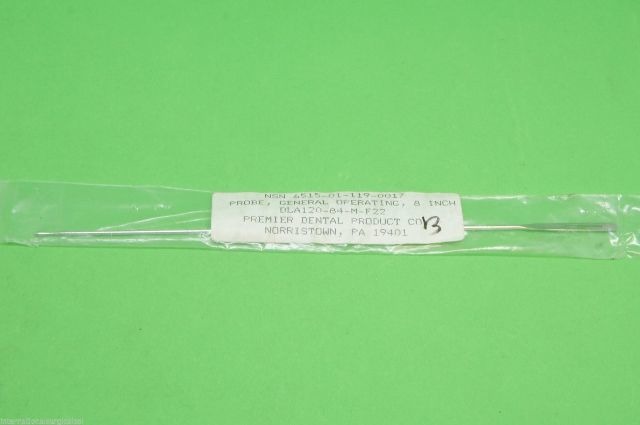 NSN 6515-01-119-0017
PROBE, GENERAL OPERATING, 8 INCH
DLA120-84-M-F22
PREMIER DENTAL PRODUCT CO
NORRISTOWN, PA 19401